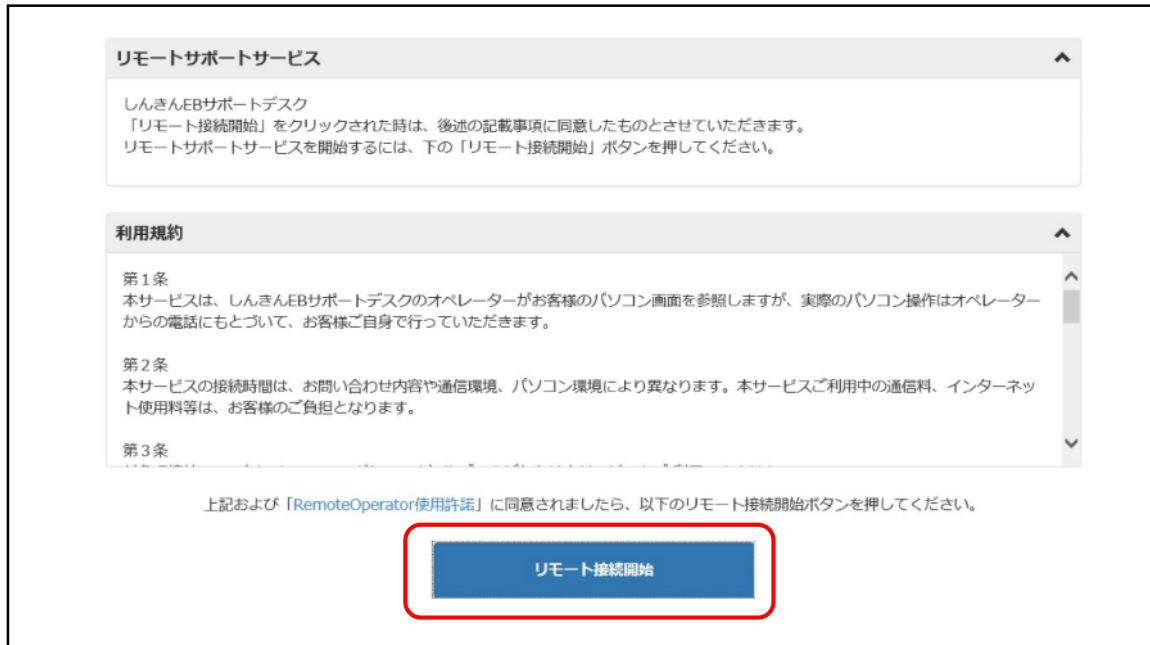 リモートサポートサービス
しんきんEBサポートデスク
「リモート接続開始」をクリックされた時は、後述の記載事項に同意したものとさせていただきます。
リモートサポートサービスを開始するには、下の「リモート接続開始」ボタンを押してください。
利用規約
第1条
本サービスは、しんきんEBサポートデスクのオペレーターがお客様のパソコン画面を参照しますが、実際のパソコン操作はオペレーター
からの電話にもとづいて、お客様ご自身で行っていただきます。
第2条
本サービスの接続時間は、お問い合わせ内容や通信環境、パソコン環境により異なります。本サービスご利用中の通信料、インターネッ
ト使用料等は、お客様のご負担となります。
第3条
上記および「RemoteOperator使用許諾」に同意されましたら、以下のリモート接続開始ボタンを押してください。
リモート接続開始